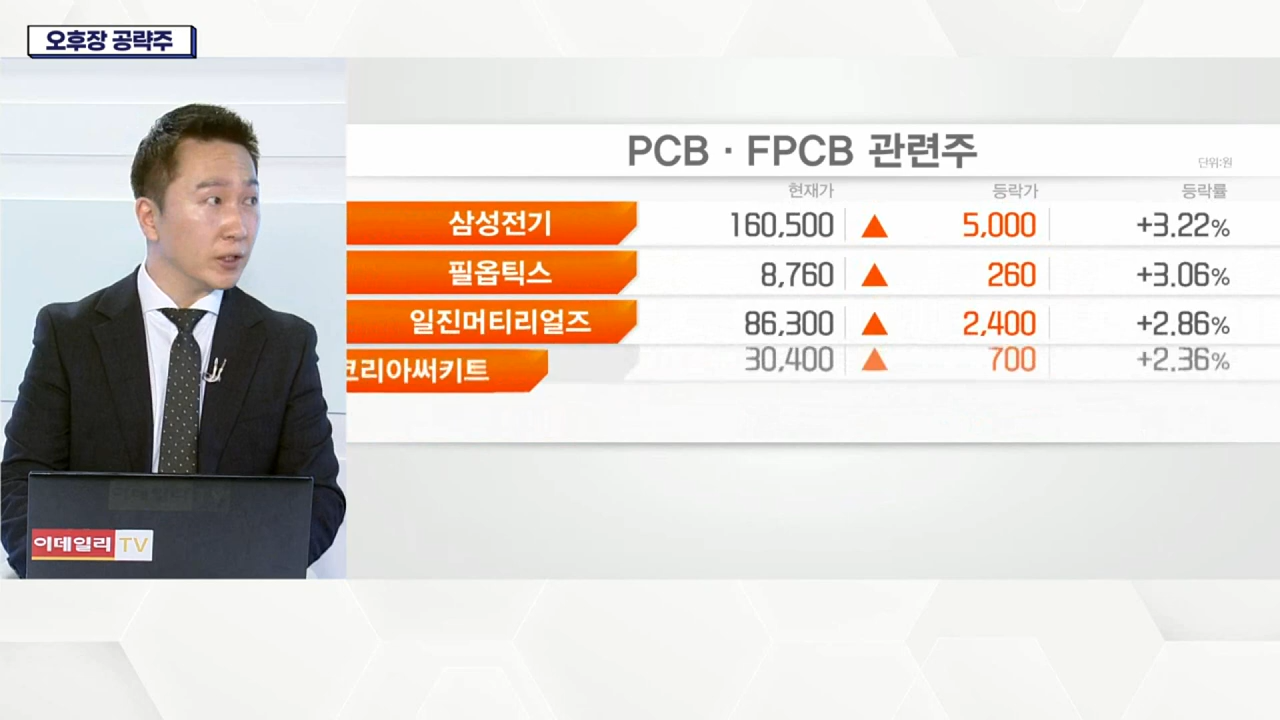 오후장 공략주
PCB · FPCB 관련주
단위:원
현재가 등락가 등락률
삼성전기 160,500 ▲ 5,000 +3.22%
필옵틱스 8,760 ▲ 260 +3.06%
일진머티리얼즈 86,300 ▲ 2,400 +2.86%
코리아써키트 30,400 ▲ 700 +2.36%
이데일리 TV